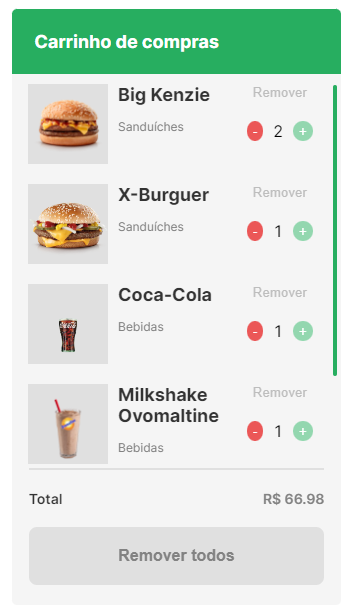 Carrinho de compras
Big Kenzie
Remover
Sanduíches
- 2 +
X-Burguer
Remover
Sanduíches
- 1 +
Coca-Cola
Remover
Bebidas
- 1 +
Milkshake
Ovomaltine
Remover
Bebidas
- 1 +
Total
R$ 66.98
Remover todos